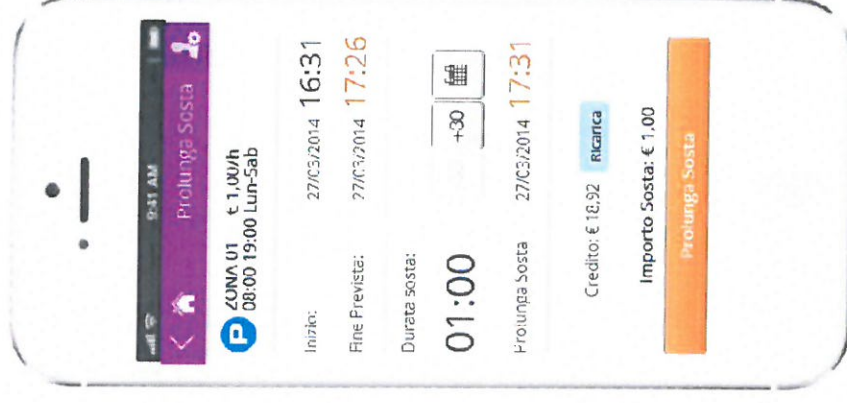 9:41 AM
Prolunga Sosta
P ZONA 01 € 1,00/h
08:00 19:00 Lun-Sab
Inizio: 27/03/2014 16:31
Fine Prevista: 27/03/2014 17:26
Durata sosta:
01:00 +30
Prolunga Sosta 27/03/2014 17:31
Credito: € 18,92 Ricarica
Importo Sosta: € 1,00
Prolunga Sosta